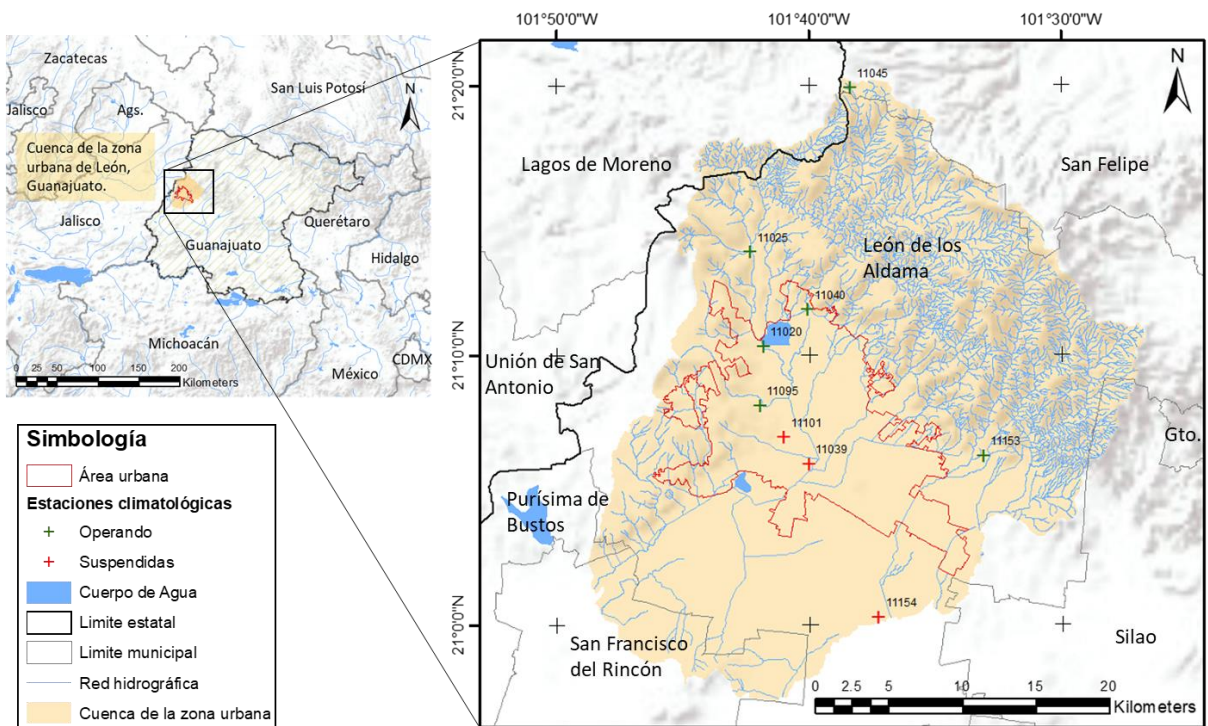 Zacatecas
San Luis Potosí
N
Jalisco
Ags.
Cuenca de la zona
urbana de León,
Guanajuato.
Jalisco
Querétaro
Guanajuato
Hidalgo
Michoacán
CDMX
México
0 25 50 100 150 200
Kilometers
Simbología
Área urbana
Estaciones climatológicas
Operando
Suspendidas
Cuerpo de Agua
Limite estatal
Limite municipal
Red hidrográfica
Cuenca de la zona urbana
101°50'0"W
101°40'0"W
101°30'0"W
21°20'0"N
21°10'0"N
21°0'0"N
N
11045
Lagos de Moreno
San Felipe
11025
León de los
Aldama
11040
11020
Unión de San
Antonio
11095
11101
11039
11153
Gto.
Purísima de
Bustos
11154
San Francisco
del Rincón
Silao
0 2.5 5 10 15 20
Kilometers